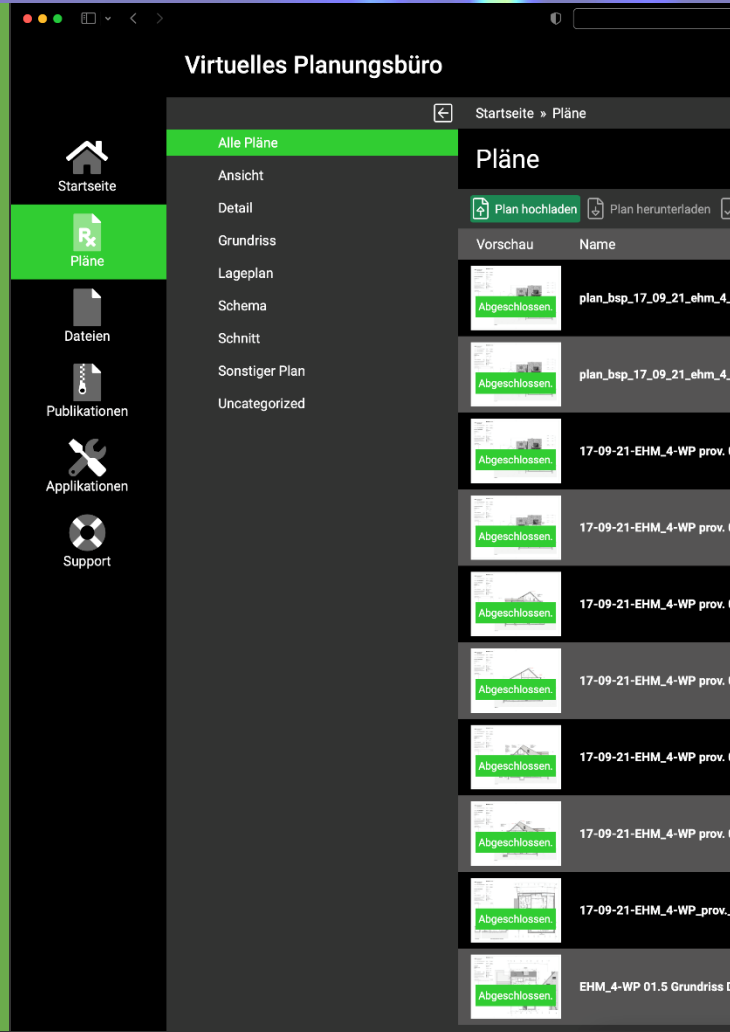 Virtuelles Planungsbüro
Startseite
Pläne
Dateien
Publikationen
Applikationen
Support
Alle Pläne
Ansicht
Detail
Grundriss
Lageplan
Schema
Schnitt
Sonstiger Plan
Uncategorized
Startseite » Pläne
Pläne
Plan hochladen Plan herunterladen
Vorschau Name
Abgeschlossen. plan_bsp_17_09_21_ehm_4_
Abgeschlossen. plan_bsp_17_09_21_ehm_4_
Abgeschlossen. 17-09-21-EHM_4-WP prov.
Abgeschlossen. 17-09-21-EHM_4-WP prov.
Abgeschlossen. 17-09-21-EHM_4-WP prov.
Abgeschlossen. 17-09-21-EHM_4-WP prov.
Abgeschlossen. 17-09-21-EHM_4-WP prov.
Abgeschlossen. 17-09-21-EHM_4-WP prov.
Abgeschlossen. 17-09-21-EHM_4-WP_prov._
Abgeschlossen. EHM_4-WP 01.5 Grundriss